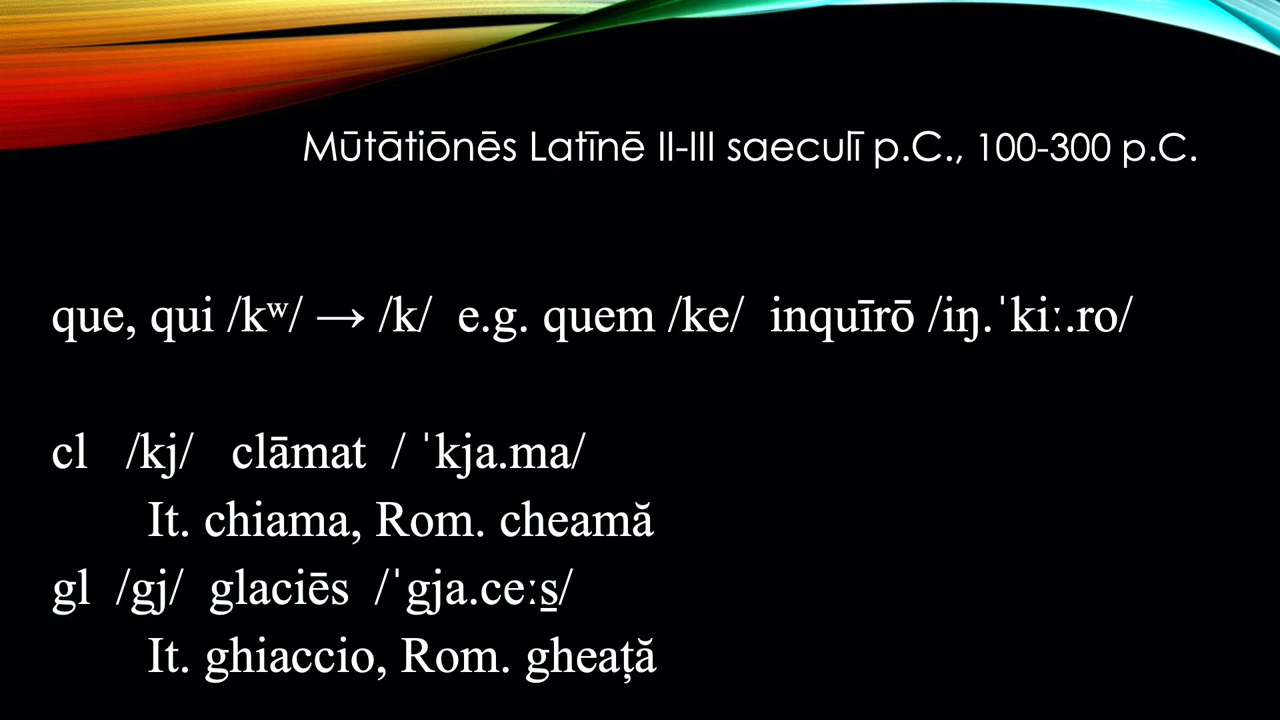 Mūtātiōnēs Latīnē II-III saeculī p.C., 100-300 p.C.
que, qui /kʷ/ → /k/ e.g. quem /ke/ inquīrō /iŋ.ˈkiː.ro/
cl /kj/ clāmat / ˈkja.ma/
It. chiama, Rom. cheamă
gl /gj/ glaciēs /ˈgja.ceːs̱/
It. ghiaccio, Rom. gheață